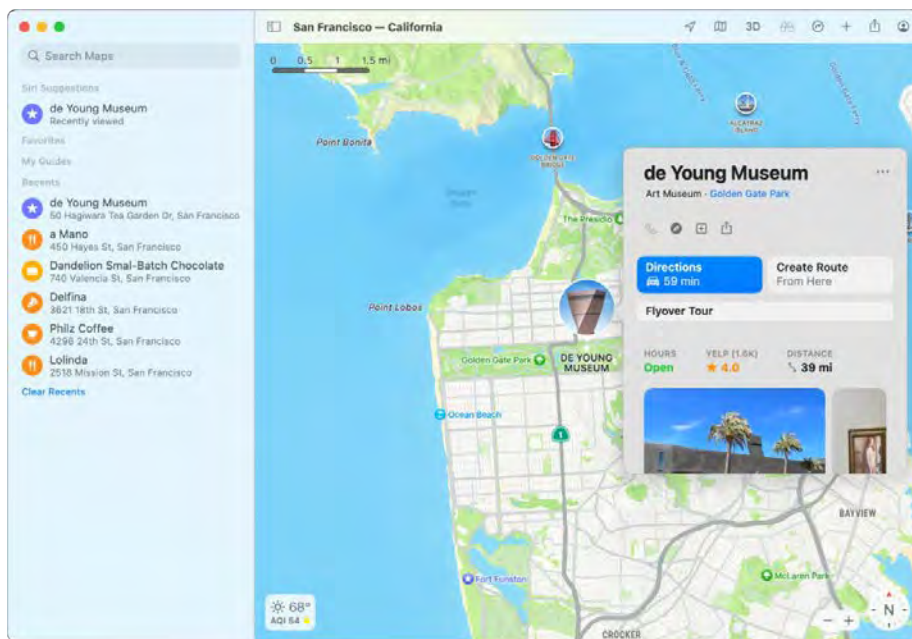 San Francisco — California
3D
Search Maps
Siri Suggestions
de Young Museum
Recently viewed
Favorites
My Guides
Recents
de Young Museum
50 Hagiwara Tea Garden Dr, San Francisco
a Mano
450 Hayes St, San Francisco
Dandelion Smal-Batch Chocolate
740 Valencia St, San Francisco
Delfina
3621 18th St, San Francisco
Philz Coffee
4298 24th St, San Francisco
Lolinda
2518 Mission St, San Francisco
Clear Recents
0 0.5 1 1.5 mi
Point Bonita
GOLDEN GATE
BRIDGE
ALCATRAZ
ISLAND
The Presidio
Point Lobos
Golden Gate Park
DE YOUNG
MUSEUM
Ocean Beach
1
Fort Funston
BAYVIEW
McLaren Park
CROCKER
N
68°
AQI 54
de Young Museum
Art Museum · Golden Gate Park
Directions
59 min
Create Route
From Here
Flyover Tour
HOURS
Open
YELP (1.6K)
4.0
DISTANCE
39 mi